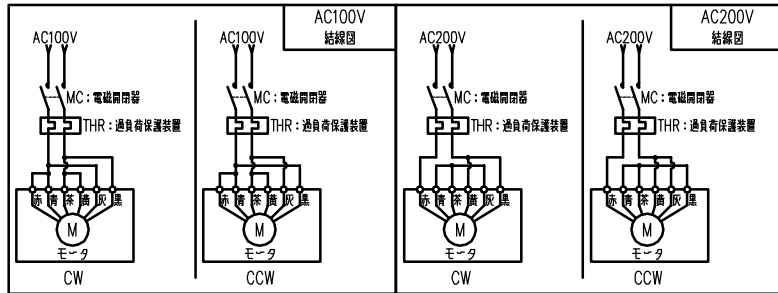 AC100V
結線図
AC100V
MC：電磁開閉器
THR：過負荷保護装置
赤 青 茶 黄 灰 黒
M
モータ
CW
AC100V
MC：電磁開閉器
THR：過負荷保護装置
赤 青 茶 黄 灰 黒
M
モータ
CCW
AC200V
結線図
AC200V
MC：電磁開閉器
THR：過負荷保護装置
赤 青 茶 黄 灰 黒
M
モータ
CW
AC200V
MC：電磁開閉器
THR：過負荷保護装置
赤 青 茶 黄 灰 黒
M
モータ
CCW